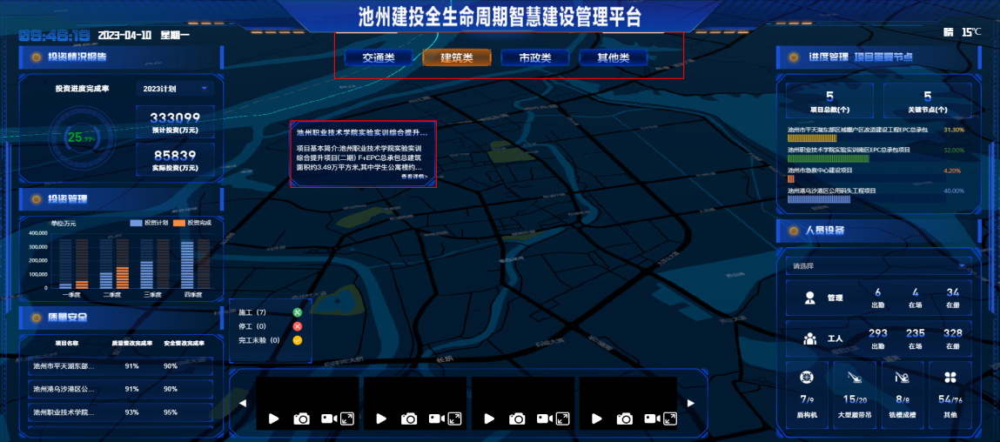 池州建投全生命周期智慧建设管理平台
09:48:19 2023-04-10 星期一
晴 15℃
交通类 建筑类 市政类 其他类
投资情况报告
投资进度完成率 2023计划
25.77%
333099
预计投资(万元)
85839
实际投资(万元)
投资管理
单位:万元 投资计划 投资完成
400,000
300,000
200,000
100,000
0
一季度 二季度 三季度 四季度
质量安全
项目名称 质量整改完成率 安全整改完成率
池州市平天湖东部... 91% 90%
池州港乌沙港区公... 91% 90%
池州职业技术学院... 93% 95%
池州职业技术学院实验实训综合提升...
项目基本简介:池州职业技术学院实验实训
综合提升项目(二期) F+EPC总承包总建筑
面积约3.49万平方米,其中学生公寓楼约...
查看详情>
施工 (7)
停工 (0)
完工未验 (0)
进度管理 项目重要节点
5
项目总数(个)
5
关键节点(个)
池州市平天湖东部区域棚户区改造建设工程EPC总承包 31.30%
池州职业技术学院实验实训南区EPC总承包项目 52.00%
池州市急救中心建设项目 4.20%
池州港乌沙港区公用码头工程项目 40.00%
人员设备
请选择
管理 6 4 34
出勤 在场 在册
工人 293 235 328
出勤 在场 在册
7/9 15/20 8/8 54/76
盾构机 大型履带吊 铣槽成槽 其他